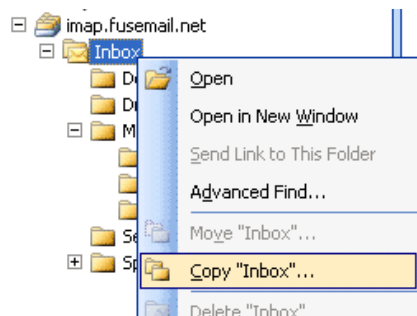 imap.fusemail.net
Inbox
Open
Open in New Window
Send Link to This Folder
Advanced Find...
Move "Inbox"...
Copy "Inbox"...
Delete "Inbox"